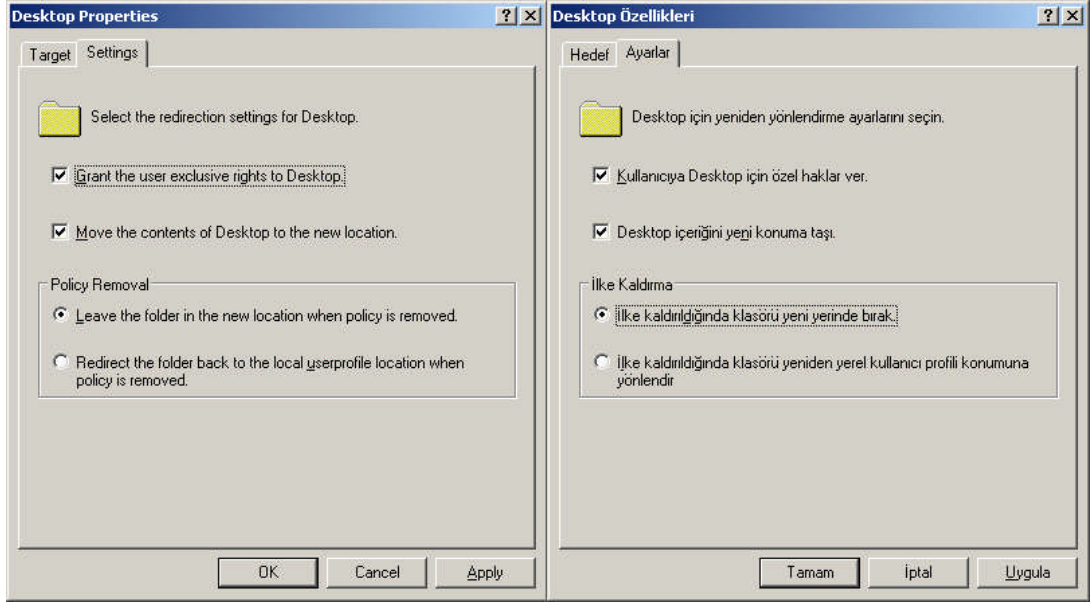 Desktop Properties
Target
Settings
Select the redirection settings for Desktop.
Grant the user exclusive rights to Desktop.
Move the contents of Desktop to the new location.
Policy Removal
Leave the folder in the new location when policy is removed.
Redirect the folder back to the local userprofile location when
policy is removed.
OK
Cancel
Apply
Desktop Özellikleri
Hedef
Ayarlar
Desktop için yeniden yönlendirme ayarlarını seçin.
Kullanıcıya Desktop için özel haklar ver.
Desktop içeriğini yeni konuma taşı.
İlke Kaldırma
İlke kaldırıldığında klasörü yeni yerinde bırak.
İlke kaldırıldığında klasörü yeniden yerel kullanıcı profili konumuna
yönlendir
Tamam
İptal
Uygula